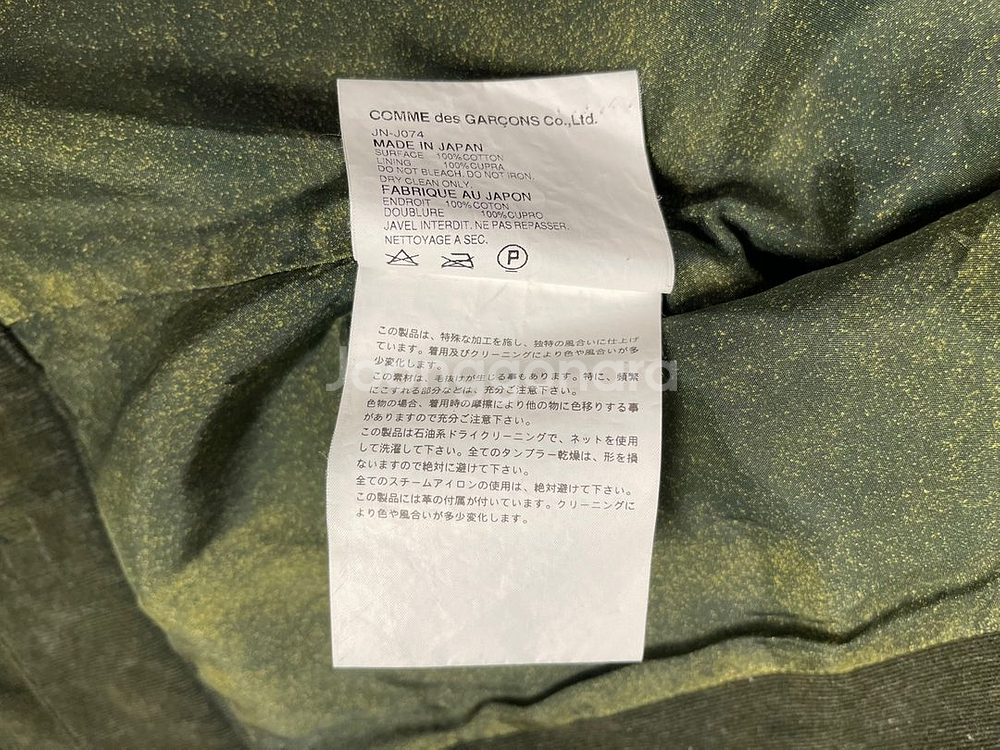 COMME des GARÇONS Co.,Ltd.
JN-J074
MADE IN JAPAN
SURFACE 100%COTTON
LINING 100%CUPRA
DO NOT BLEACH. DO NOT IRON.
DRY CLEAN ONLY.
FABRIQUE AU JAPON
ENDROIT 100%COTON
DOUBLURE 100%CUPRO
JAVEL INTERDIT. NE PAS REPASSER.
NETTOYAGE A SEC.
P
この製品は、特殊な加工を施し、独特の風合いに仕上げ
ています。着用及びクリーニングにより色や風合いが多
少変化します。
この素材は、毛抜けが生じる事もあります。特に、頻繁
にこすれる部分などは、充分ご注意下さい。
色物の場合、着用時の摩擦により他の物に色移りする事
がありますので充分ご注意下さい。
この製品は石油系ドライクリーニングで、ネットを使用
して洗濯して下さい。全てのタンブラー乾燥は、形を損
ないますので絶対に避けて下さい。
全てのスチームアイロンの使用は、絶対避けて下さい。
この製品には革の付属が付いています。クリーニングに
より色や風合いが多少変化します。